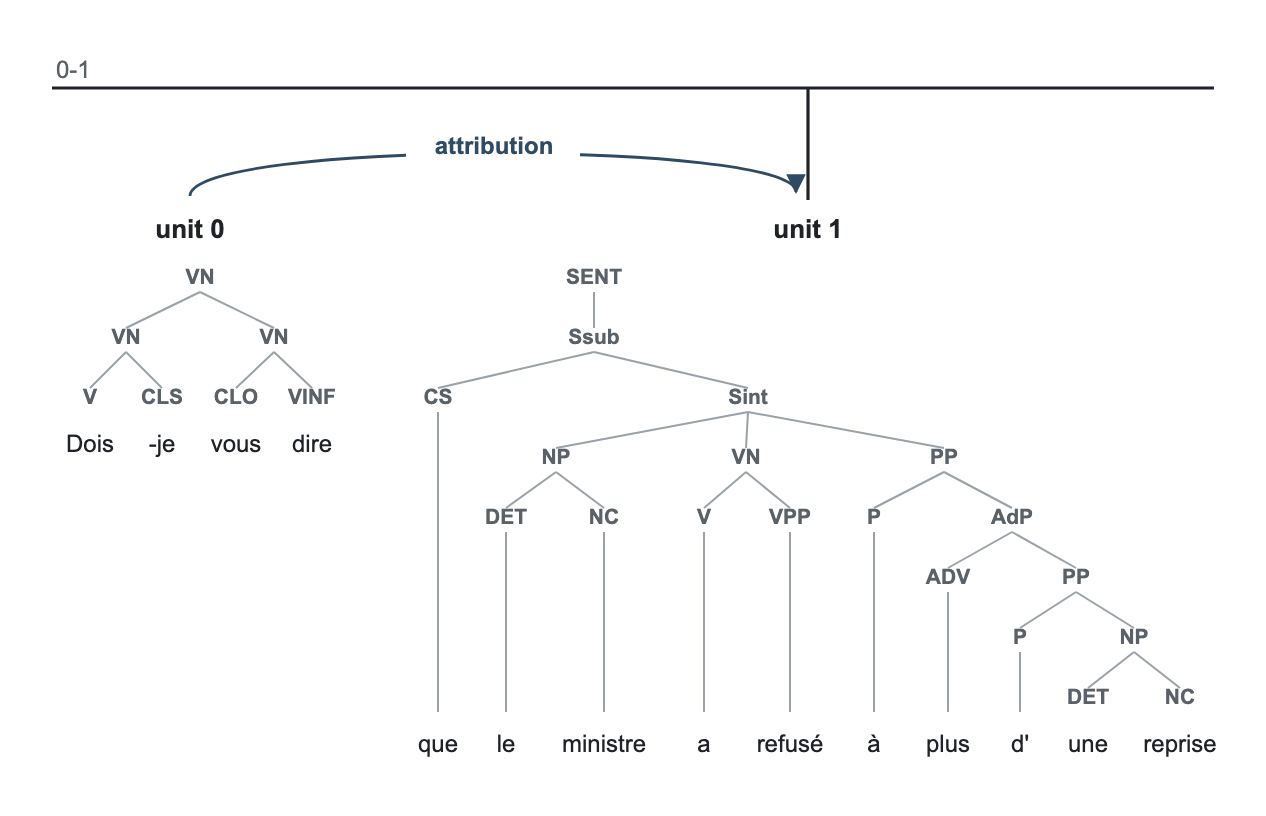 0-1
attribution
unit 0 unit 1
VN SENT
VN VN Ssub
V CLS CLO VINF CS Sint
Dois -je vous dire
NP VN PP
DET NC V VPP P AdP
ADV PP
P NP
DET NC
que le ministre a refusé à plus d' une reprise